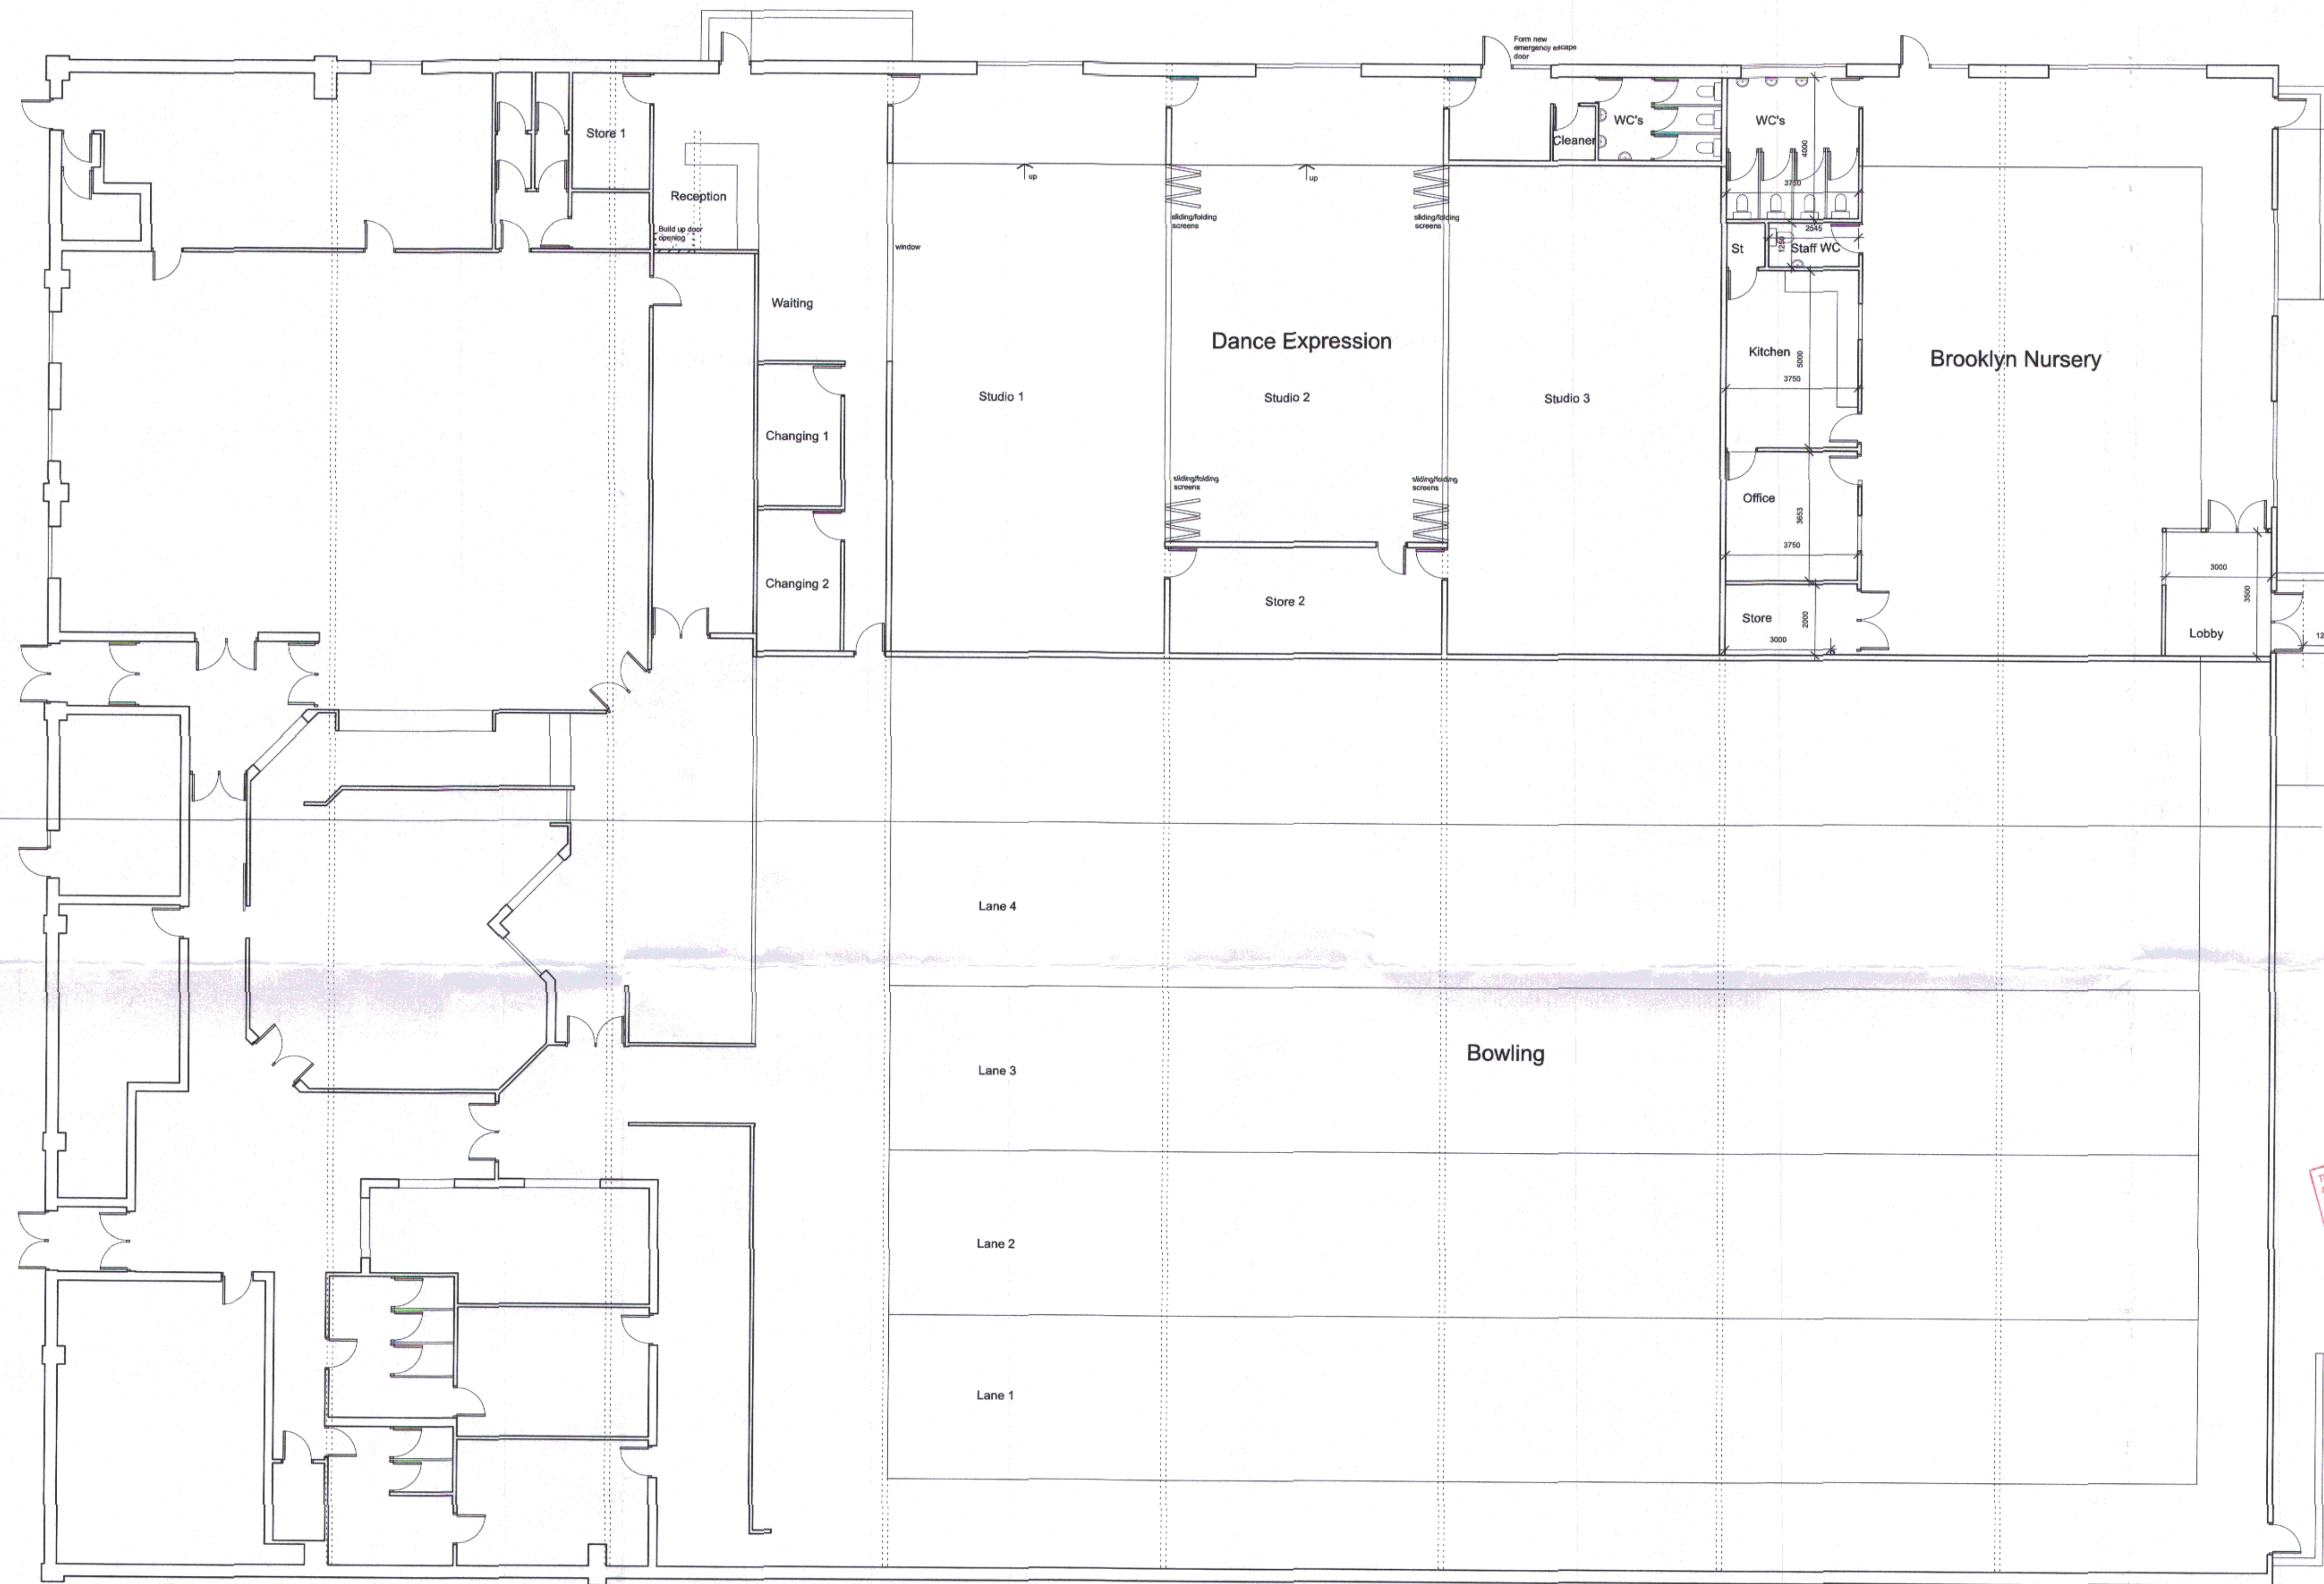 Form new
emergency escape
door
Store 1
Cleaner
WC's
WC's
4000
3750
Reception
up
up
Build up door
opening
sliding/folding
screens
sliding/folding
screens
window
2545
1250
St
Staff WC
Waiting
Dance Expression
Brooklyn Nursery
Kitchen
5000
3750
Studio 1
Studio 2
Studio 3
Changing 1
sliding/folding
screens
sliding/folding
screens
Office
3653
3750
3000
3500
Changing 2
Store 2
Store
2000
3000
Lobby
12
Lane 4
Bowling
Lane 3
Lane 2
Lane 1